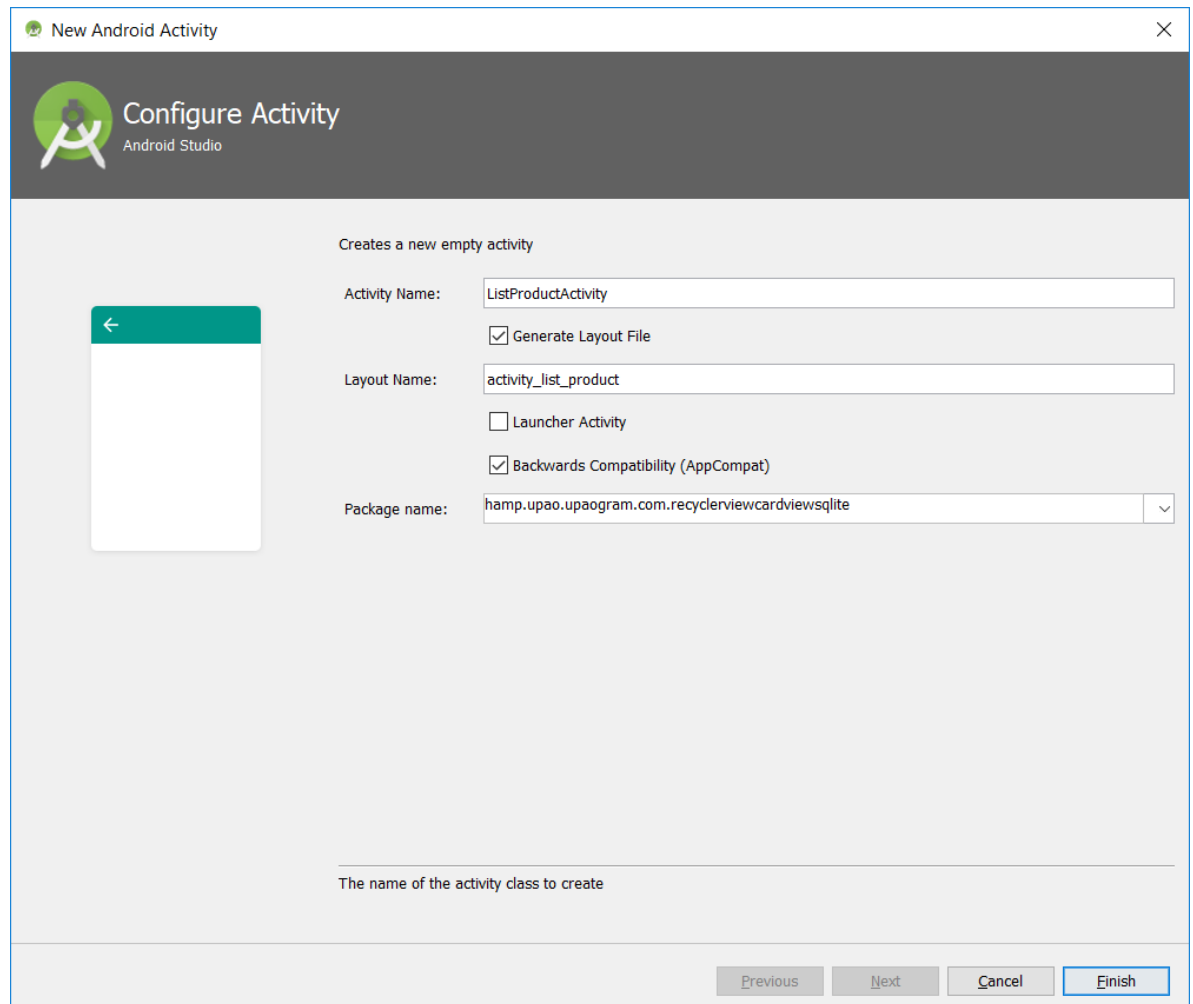 New Android Activity
Configure Activity
Android Studio
Creates a new empty activity
Activity Name: ListProductActivity
Generate Layout File
Layout Name: activity_list_product
Launcher Activity
Backwards Compatibility (AppCompat)
Package name: hamp.upao.upaogram.com.recyclerviewcardviewsqlite
The name of the activity class to create
Previous Next Cancel Finish